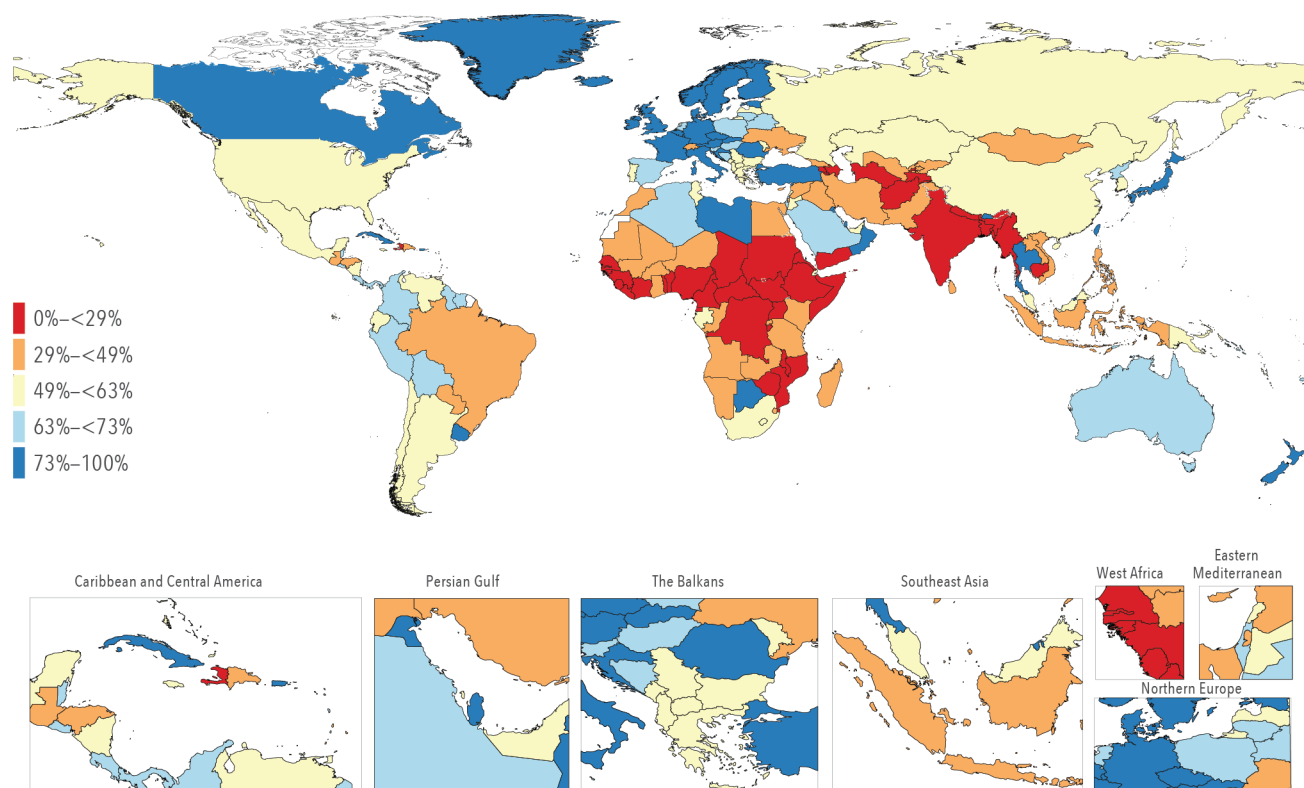 0%–<29%
29%–<49%
49%–<63%
63%–<73%
73%–100%
Caribbean and Central America
Persian Gulf
The Balkans
Southeast Asia
West Africa
Eastern
Mediterranean
Northern Europe